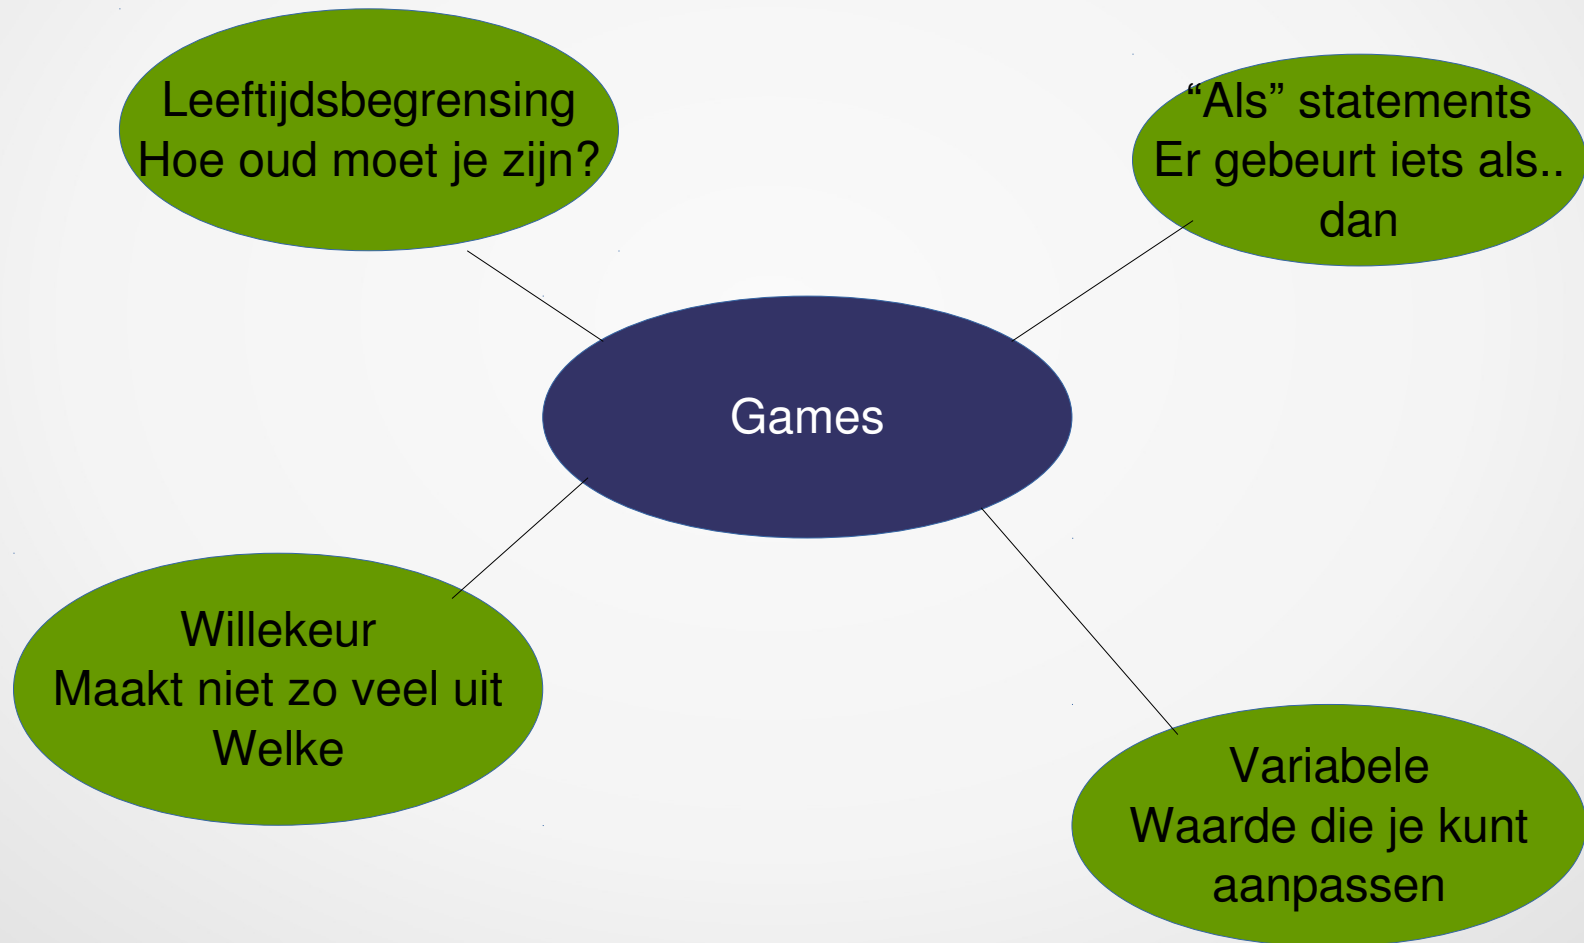 Leeftijdsbegrensing
Hoe oud moet je zijn?
“Als” statements
Er gebeurt iets als..
dan
Games
Willekeur
Maakt niet zo veel uit
Welke
Variabele
Waarde die je kunt
aanpassen